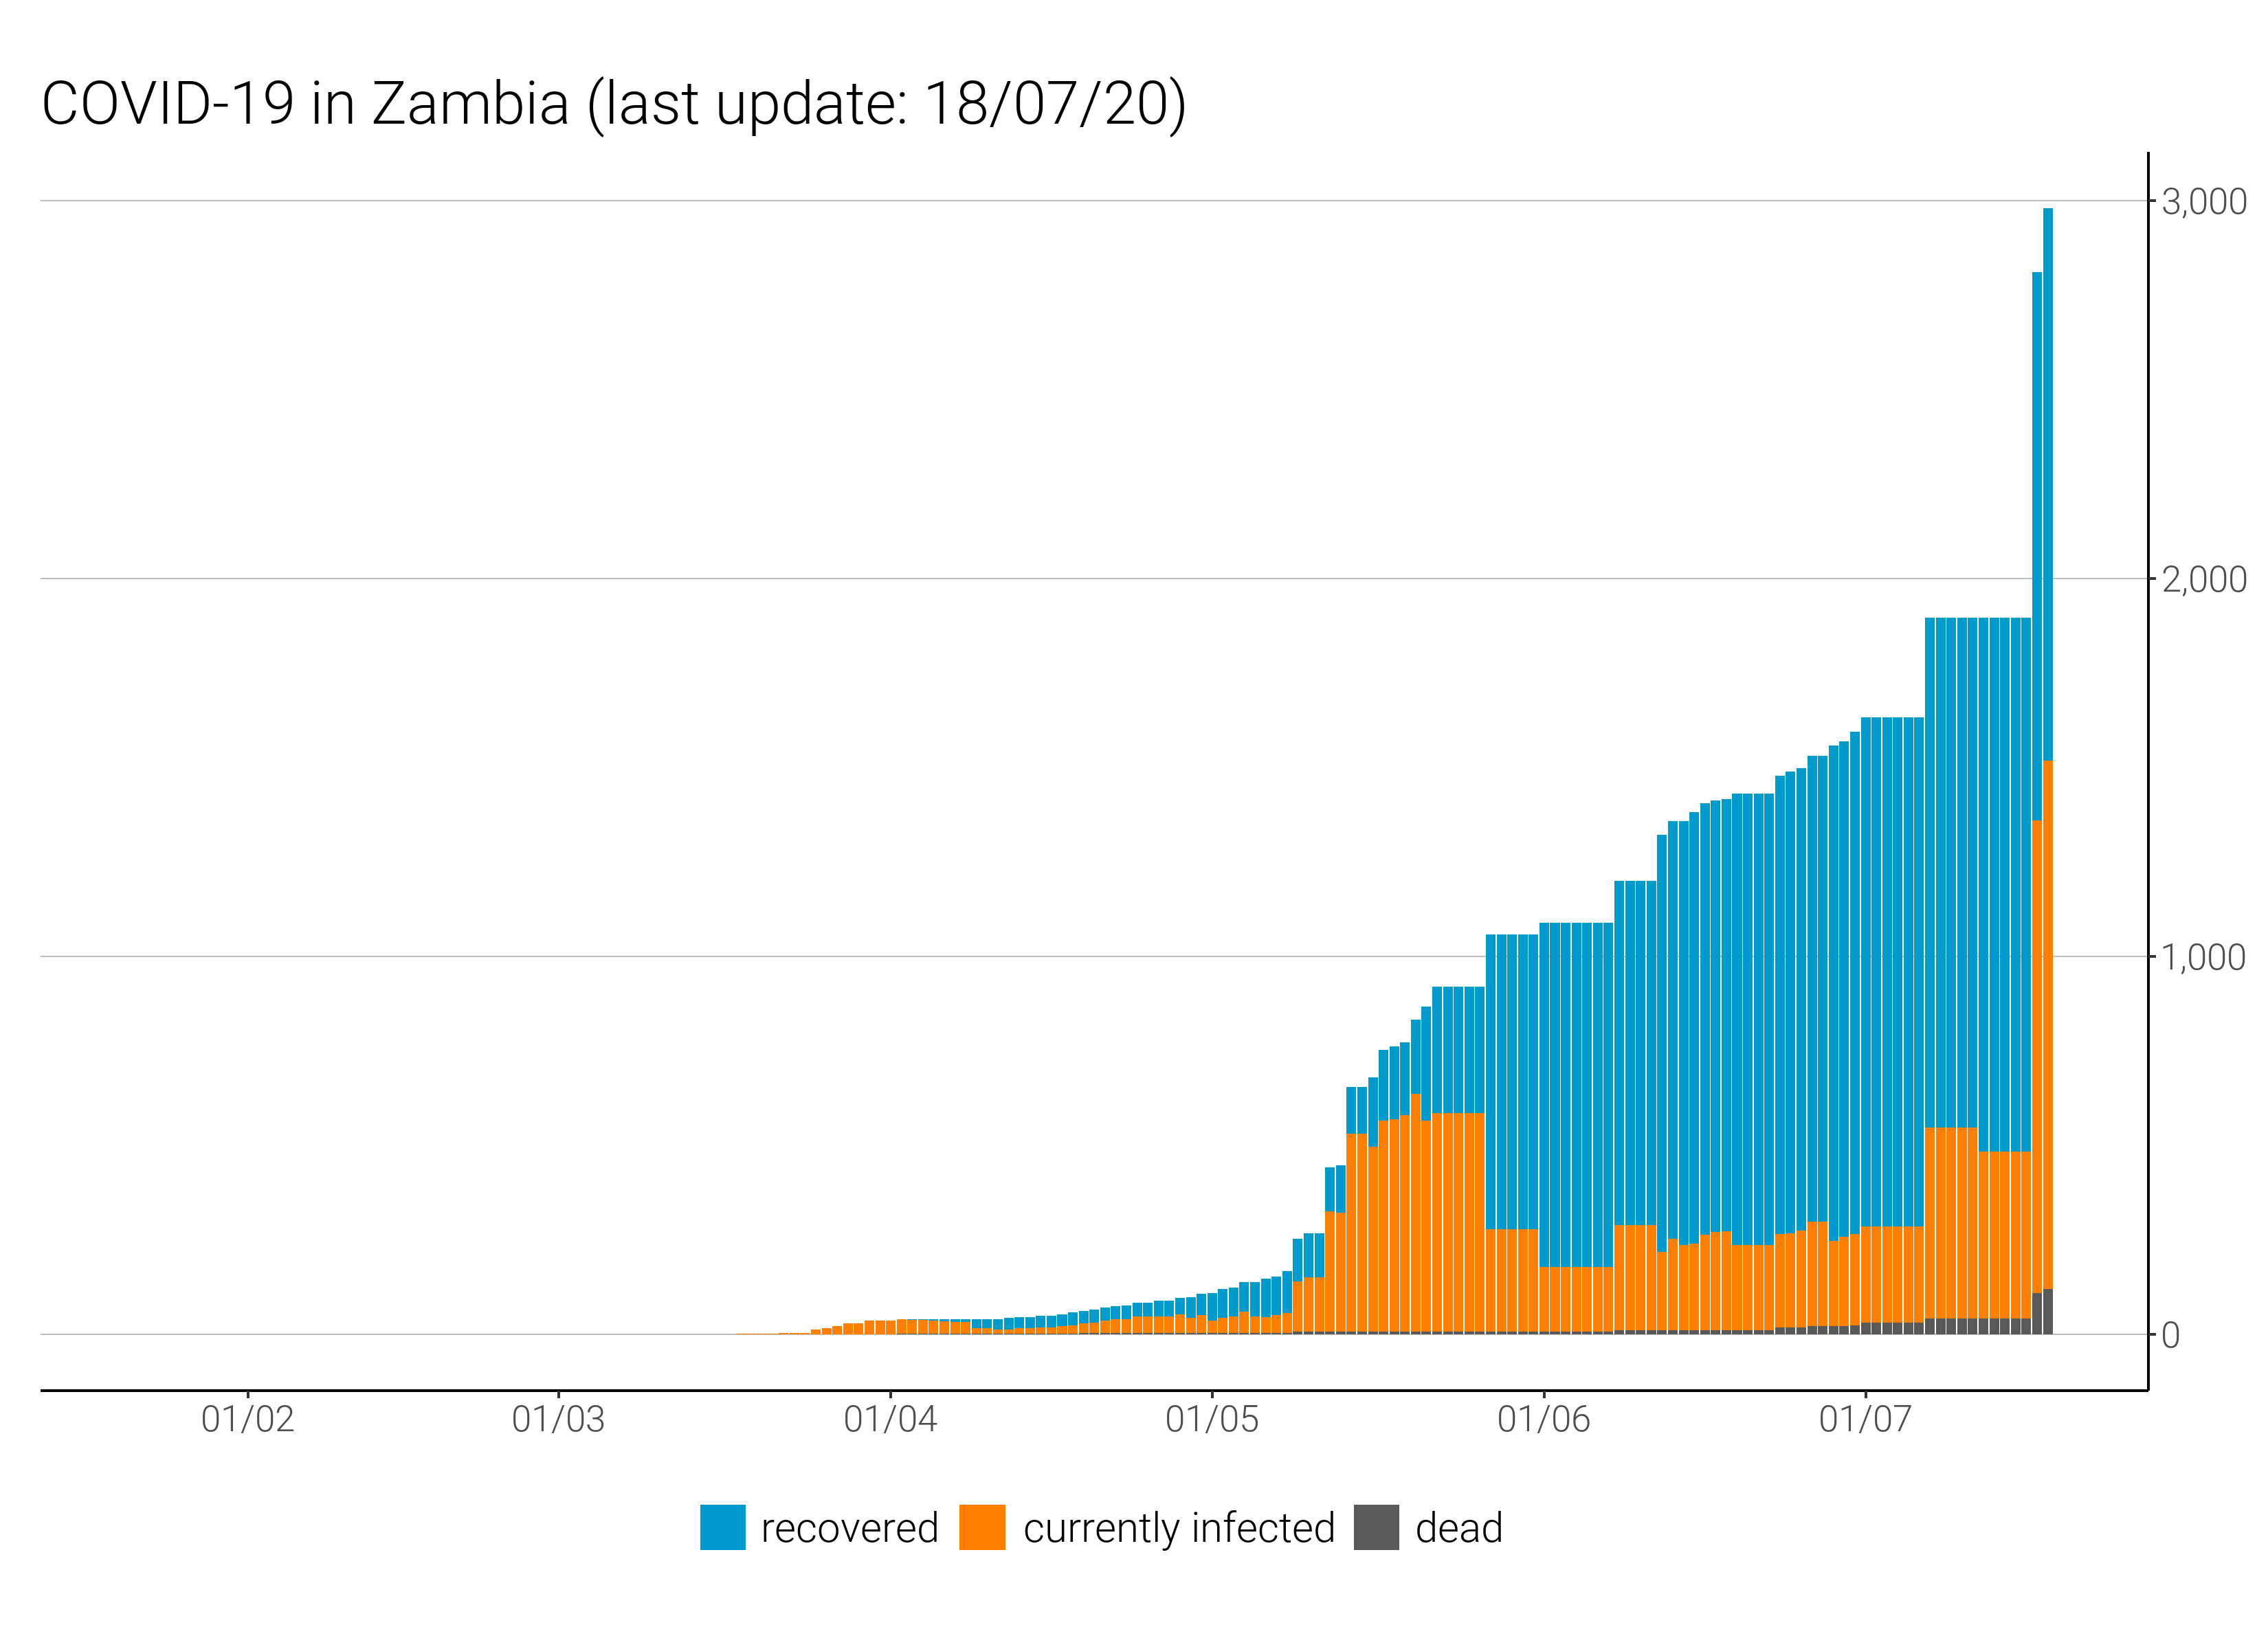 COVID-19 in Zambia (last update: 18/07/20)
3,000
2,000
1,000
0
01/02 01/03 01/04 01/05 01/06 01/07
recovered currently infected dead